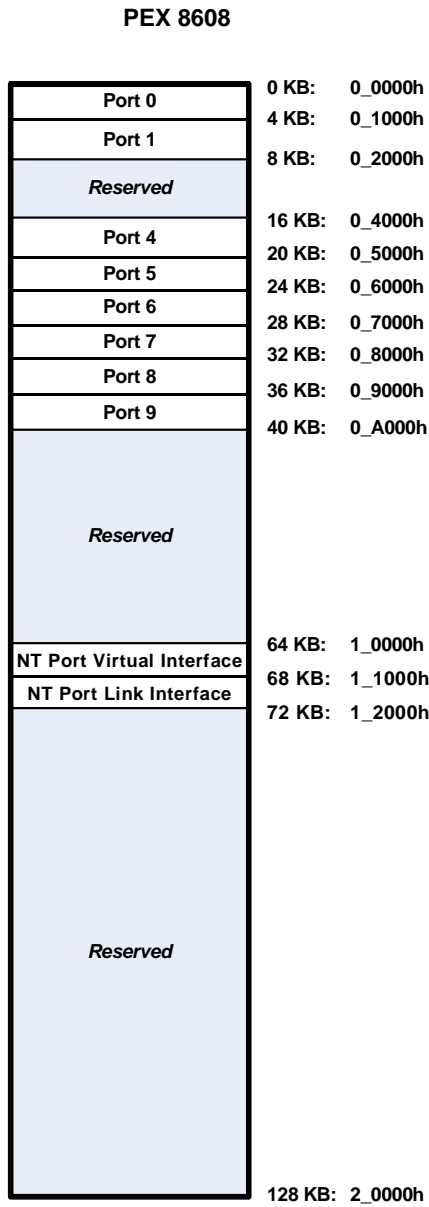 PEX 8608
0 KB: 0_0000h
Port 0
4 KB: 0_1000h
Port 1
8 KB: 0_2000h
Reserved
16 KB: 0_4000h
Port 4
20 KB: 0_5000h
Port 5
24 KB: 0_6000h
Port 6
28 KB: 0_7000h
Port 7
32 KB: 0_8000h
Port 8
36 KB: 0_9000h
Port 9
40 KB: 0_A000h
Reserved
64 KB: 1_0000h
NT Port Virtual Interface
68 KB: 1_1000h
NT Port Link Interface
72 KB: 1_2000h
Reserved
128 KB: 2_0000h